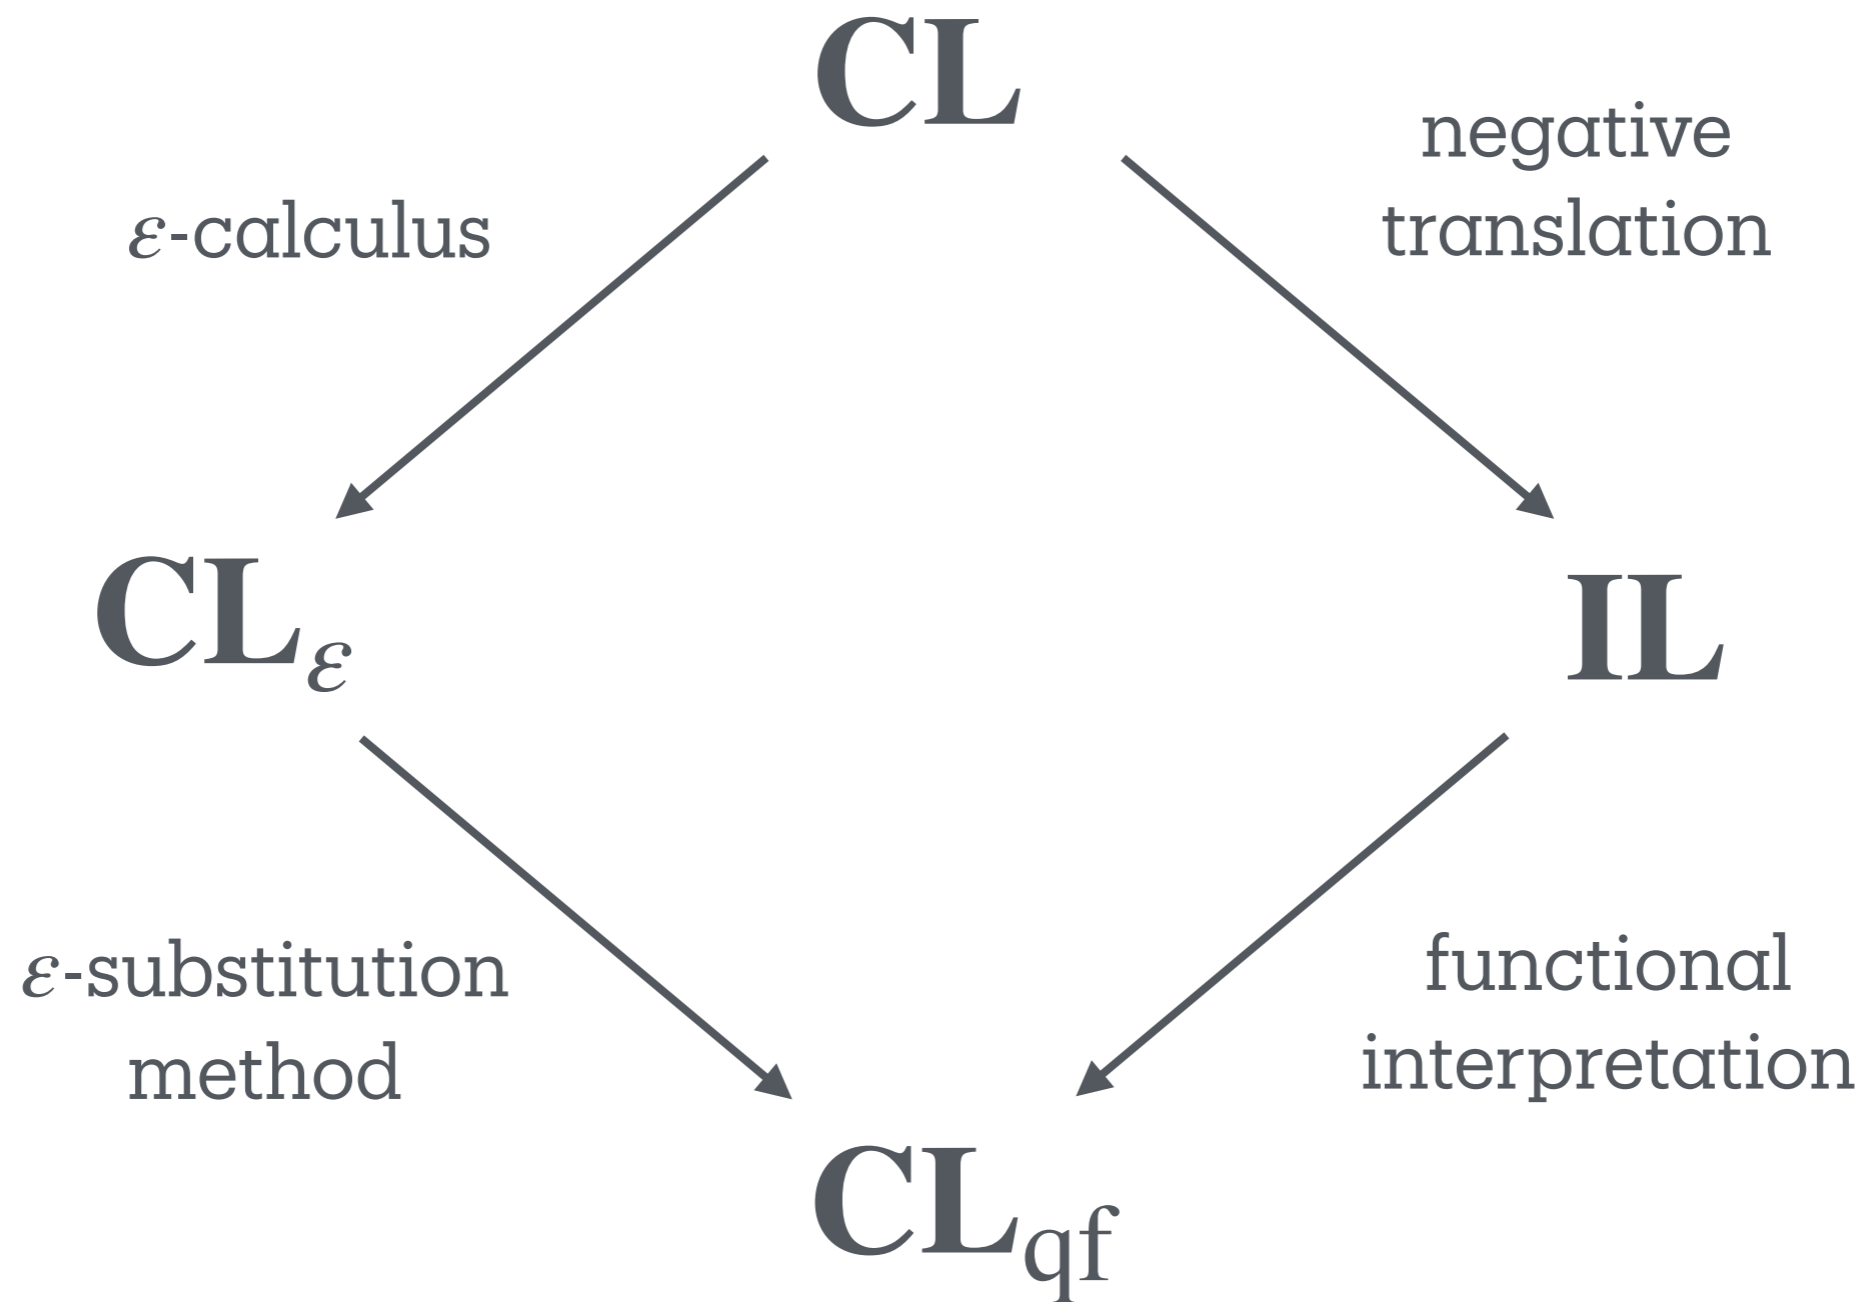 CL
negative
translation
ε-calculus
CLε
IL
ε-substitution
method
functional
interpretation
CLqf